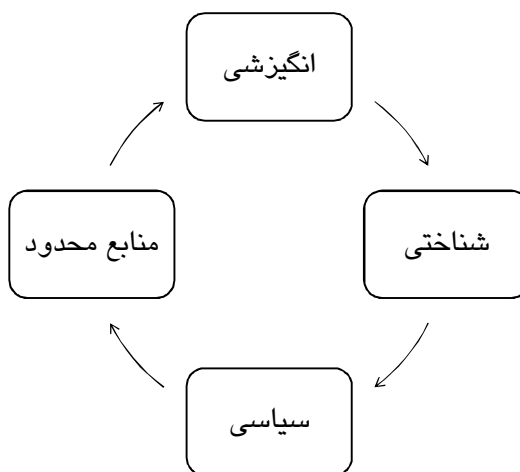 انگیزشی
شناختی
سیاسی
منابع محدود